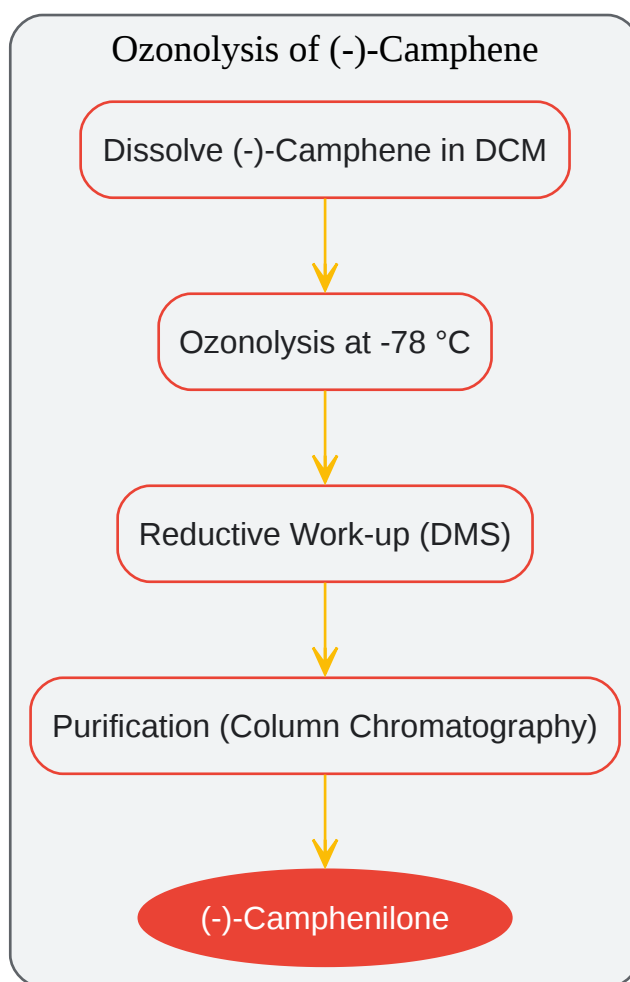 Ozonolysis of (-)-Camphene
Dissolve (-)-Camphene in DCM
Ozonolysis at -78 °C
Reductive Work-up (DMS)
Purification (Column Chromatography)
(-)-Camphenilone